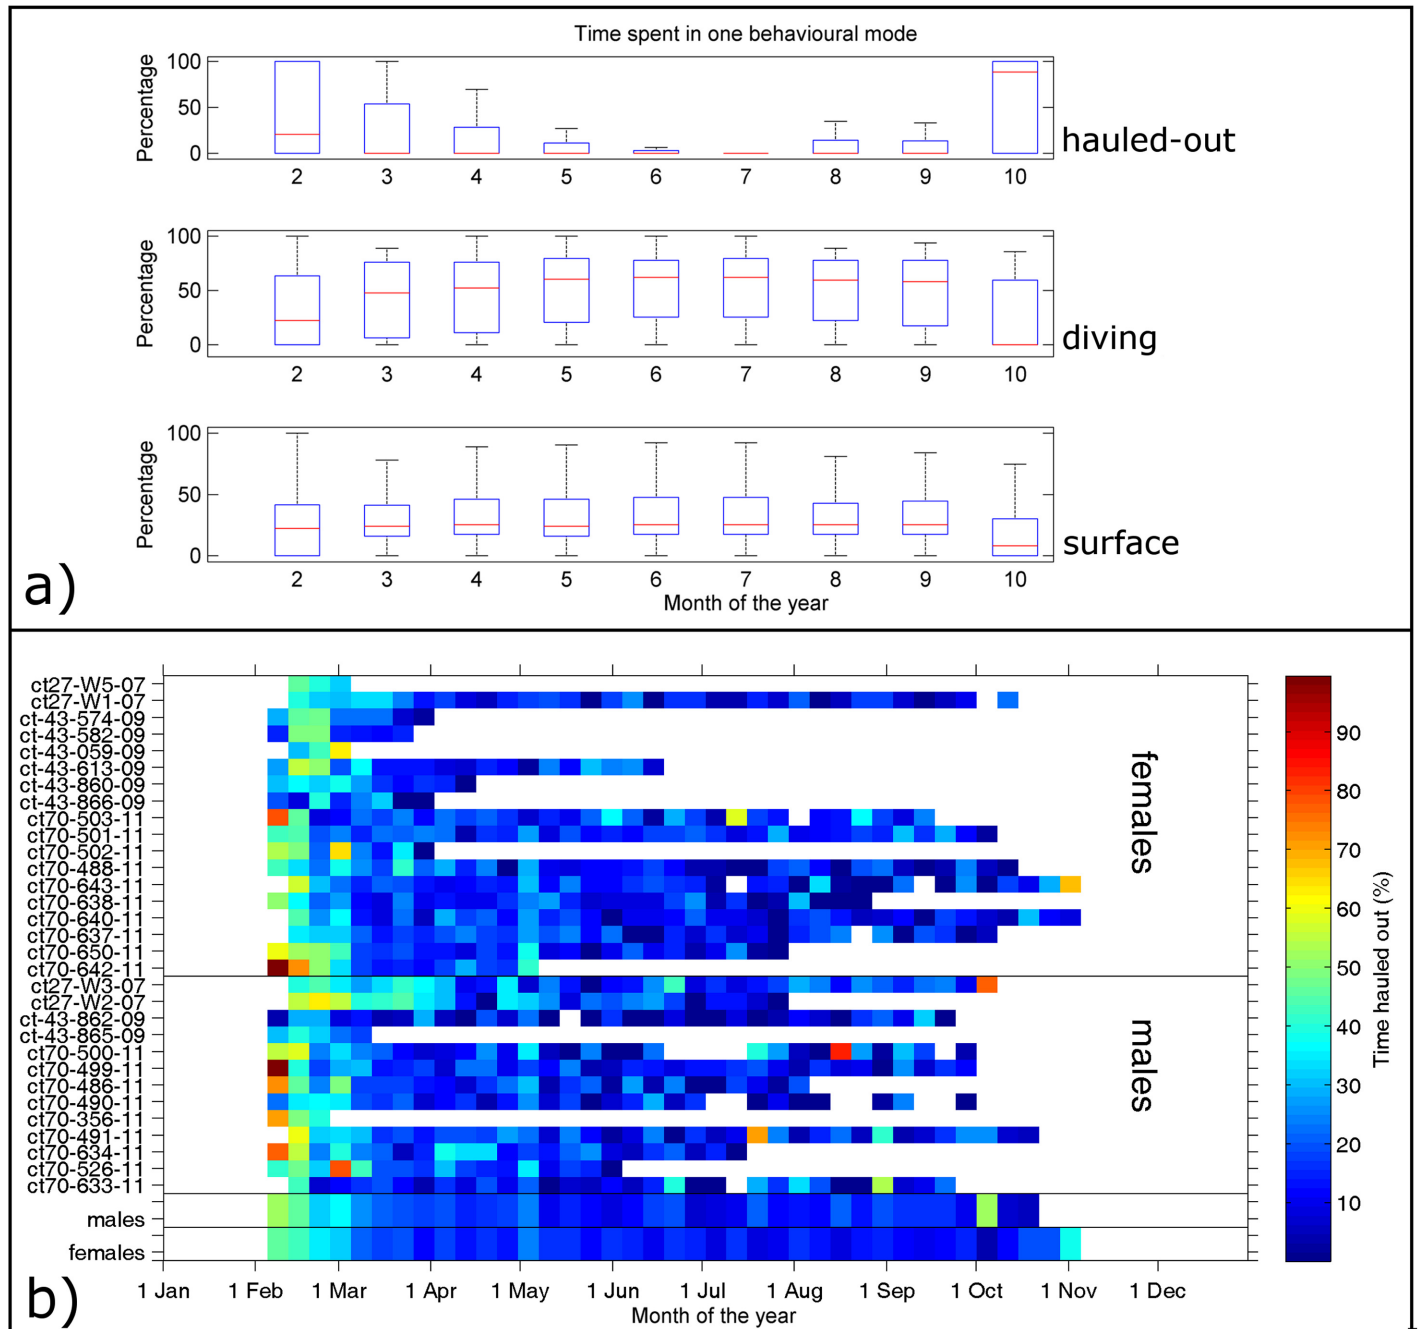 Time spent in one behavioural mode
Percentage
100
50
0
2 3 4 5 6 7 8 9 10
hauled-out
Percentage
100
50
0
2 3 4 5 6 7 8 9 10
diving
Percentage
100
50
0
2 3 4 5 6 7 8 9 10
surface
Month of the year
a)
ct27-W5-07
ct27-W1-07
ct-43-574-09
ct-43-582-09
ct-43-059-09
ct-43-613-09
ct-43-860-09
ct-43-866-09
ct70-503-11
ct70-501-11
ct70-502-11
ct70-488-11
ct70-643-11
ct70-638-11
ct70-640-11
ct70-637-11
ct70-650-11
ct70-642-11
females
ct27-W3-07
ct27-W2-07
ct-43-862-09
ct-43-865-09
ct70-500-11
ct70-499-11
ct70-486-11
ct70-490-11
ct70-356-11
ct70-491-11
ct70-634-11
ct70-526-11
ct70-633-11
males
males
females
1 Jan 1 Feb 1 Mar 1 Apr 1 May 1 Jun 1 Jul 1 Aug 1 Sep 1 Oct 1 Nov 1 Dec
Month of the year
b)
90
80
70
60
50
40
30
20
10
Time hauled out (%)